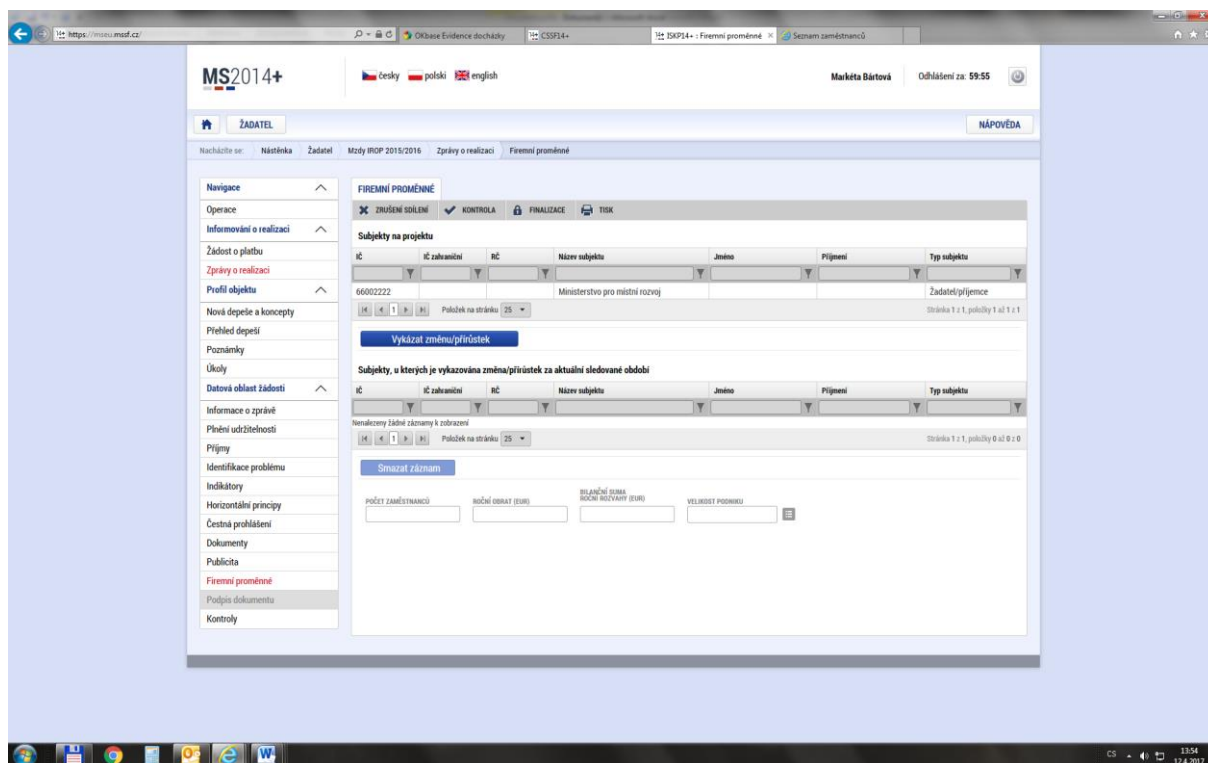 https://mseu.mssf.cz/
OKbase Evidence docházky
CSSF14+
ISKP14+ : Firemní proměnné
Seznam zaměstnanců
MS2014+
česky polski english
Markéta Bártová
Odhlášení za: 59:55
ŽADATEL
NÁPOVĚDA
Nacházíte se: Nástěnka Žadatel Mzdy IROP 2015/2016 Zprávy o realizaci Firemní proměnné
Navigace
Operace
Informování o realizaci
Žádost o platbu
Zprávy o realizaci
Profil objektu
Nová depeše a koncepty
Přehled depeší
Poznámky
Úkoly
Datová oblast žádosti
Informace o zprávě
Plnění udržitelnosti
Příjmy
Identifikace problému
Indikátory
Horizontální principy
Čestná prohlášení
Dokumenty
Publicita
Firemní proměnné
Podpis dokumentu
Kontroly
FIREMNÍ PROMĚNNÉ
ZRUŠENÍ SDÍLENÍ KONTROLA FINALIZACE TISK
Subjekty na projektu
IČ IČ zahraniční RČ Název subjektu Jméno Příjmení Typ subjektu
66002222 Ministerstvo pro místní rozvoj Žadatel/příjemce
1 Položek na stránku 25 Stránka 1 z 1, položky 1 až 1 z 1
Vykázat změnu/přírůstek
Subjekty, u kterých je vykazována změna/přírůstek za aktuální sledované období
IČ IČ zahraniční RČ Název subjektu Jméno Příjmení Typ subjektu
Nenalezeny žádné záznamy k zobrazení
1 Položek na stránku 25 Stránka 1 z 1, položky 0 až 0 z 0
Smazat záznam
POČET ZAMĚSTNANCŮ
ROČNÍ OBRAT (EUR)
BILANČNÍ SUMA
ROČNÍ ROZVAHY (EUR)
VELIKOST PODNIKU
CS
13:54
12.4.2017